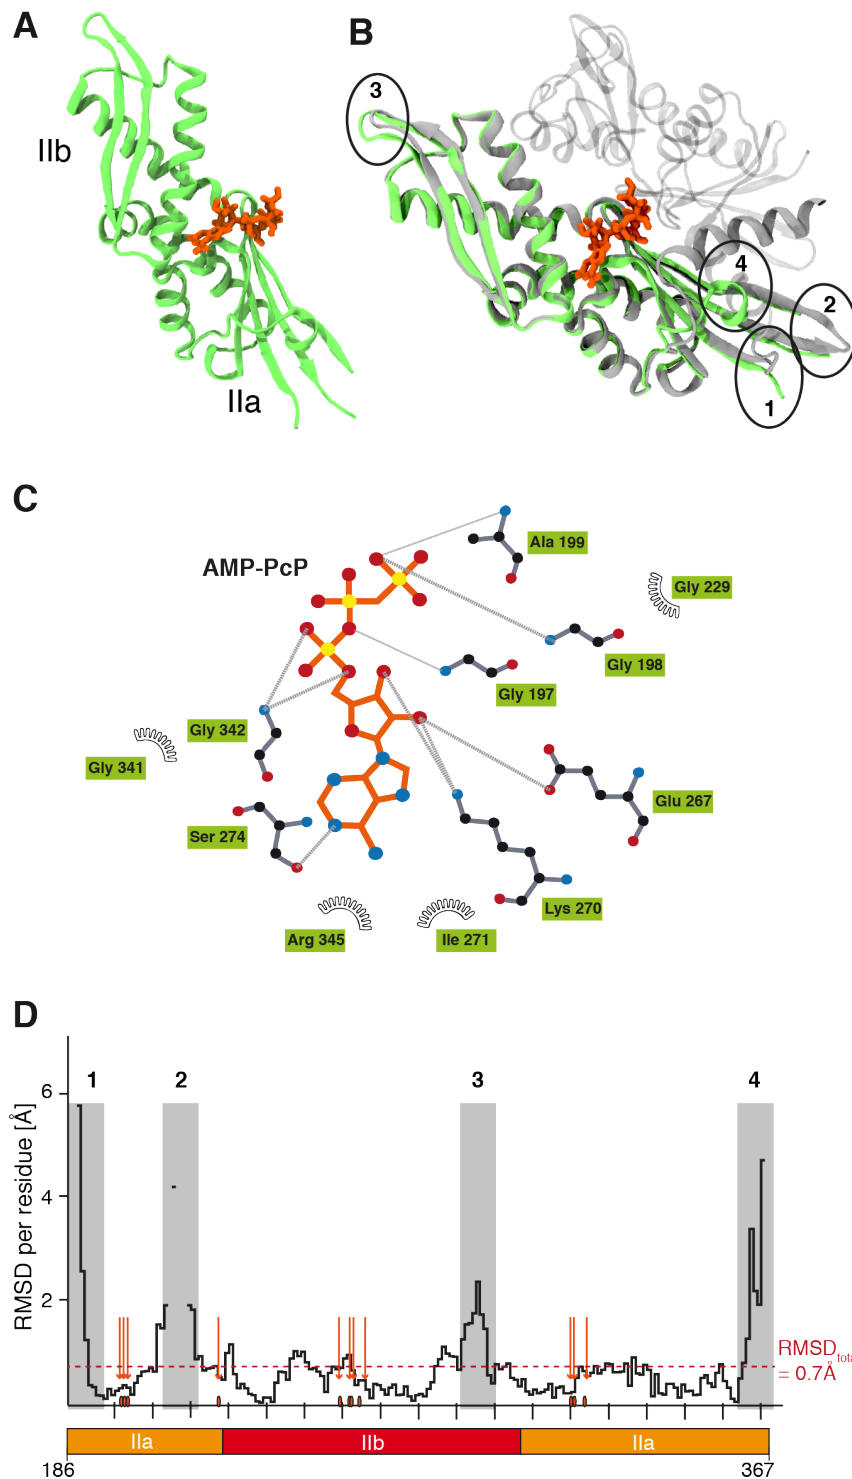 A
B
IIb
IIa
3
4
2
1
C
AMP-PcP
Ala 199
Gly 229
Gly 198
Gly 197
Gly 342
Gly 341
Glu 267
Ser 274
Lys 270
Arg 345
Ile 271
D
RMSD per residue [Å]
1
2
3
4
6
4
2
RMSD
= 0.7Å
IIa
IIb
IIa
186
367